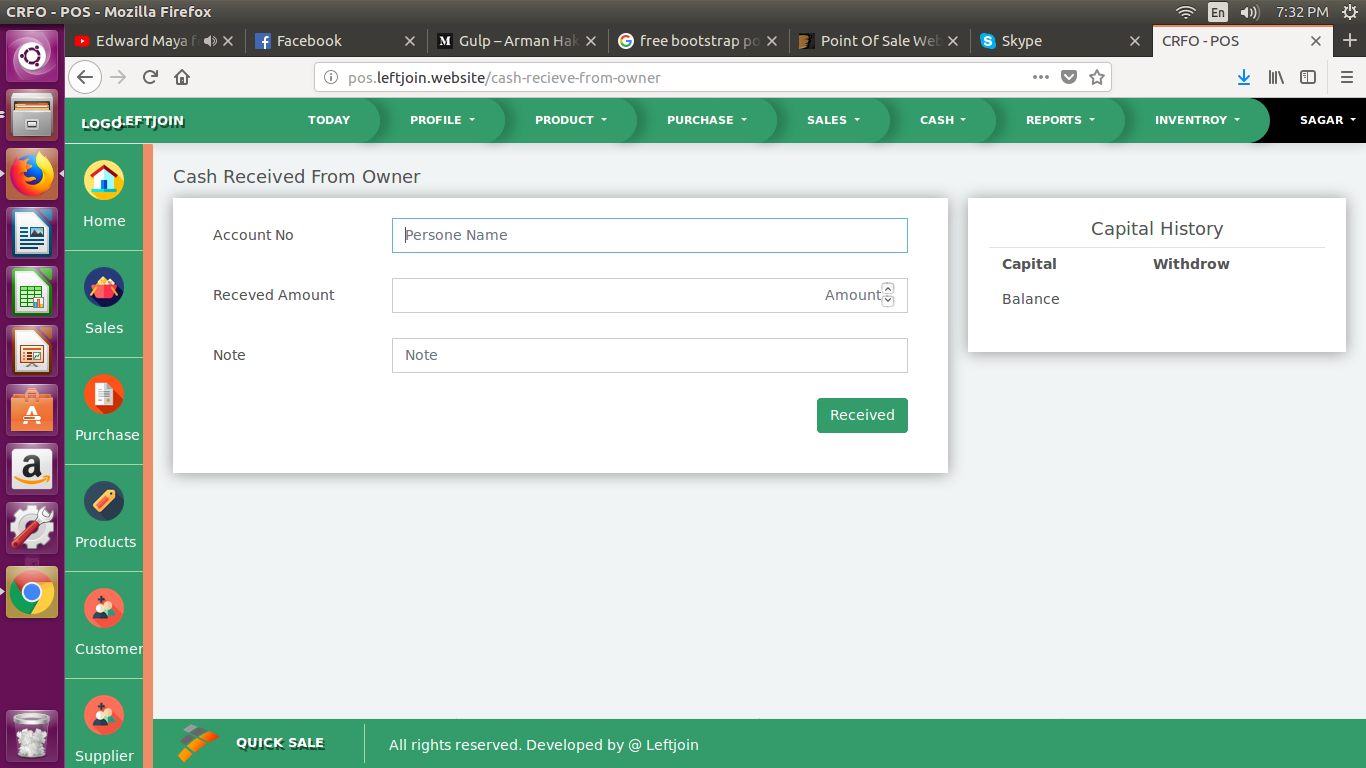 CRFO - POS - Mozilla Firefox
En
7:32 PM
Edward Maya f
Facebook
M Gulp – Arman Hak
free bootstrap po
Point Of Sale Web
Skype
CRFO - POS
pos.leftjoin.website/cash-recieve-from-owner
LOGO LEFTJOIN
TODAY
PROFILE
PRODUCT
PURCHASE
SALES
CASH
REPORTS
INVENTROY
SAGAR
Home
Sales
Purchase
Products
Customer
Supplier
Cash Received From Owner
Account No
Persone Name
Receved Amount
Amount
Note
Note
Received
Capital History
Capital
Withdrow
Balance
QUICK SALE
All rights reserved. Developed by @ Leftjoin